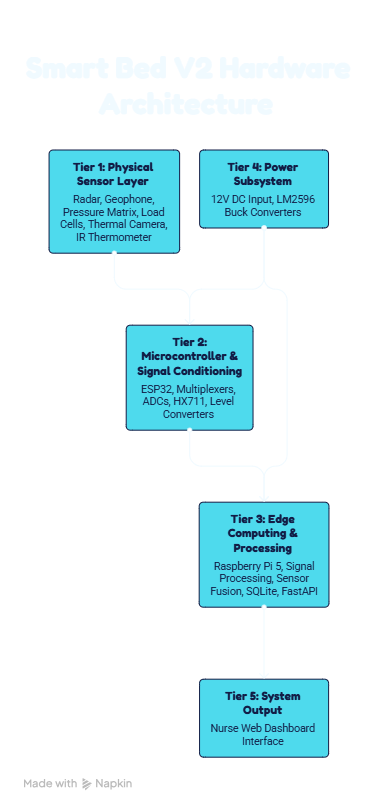 Smart Bed V2 Hardware
Architecture
Tier 1: Physical
Sensor Layer
Radar, Geophone,
Pressure Matrix, Load
Cells, Thermal Camera,
IR Thermometer
Tier 4: Power
Subsystem
12V DC Input, LM2596
Buck Converters
Tier 2:
Microcontroller &
Signal Conditioning
ESP32, Multiplexers,
ADCs, HX711, Level
Converters
Tier 3: Edge
Computing &
Processing
Raspberry Pi 5, Signal
Processing, Sensor
Fusion, SQLite, FastAPI
Tier 5: System
Output
Nurse Web Dashboard
Interface
Made with Napkin